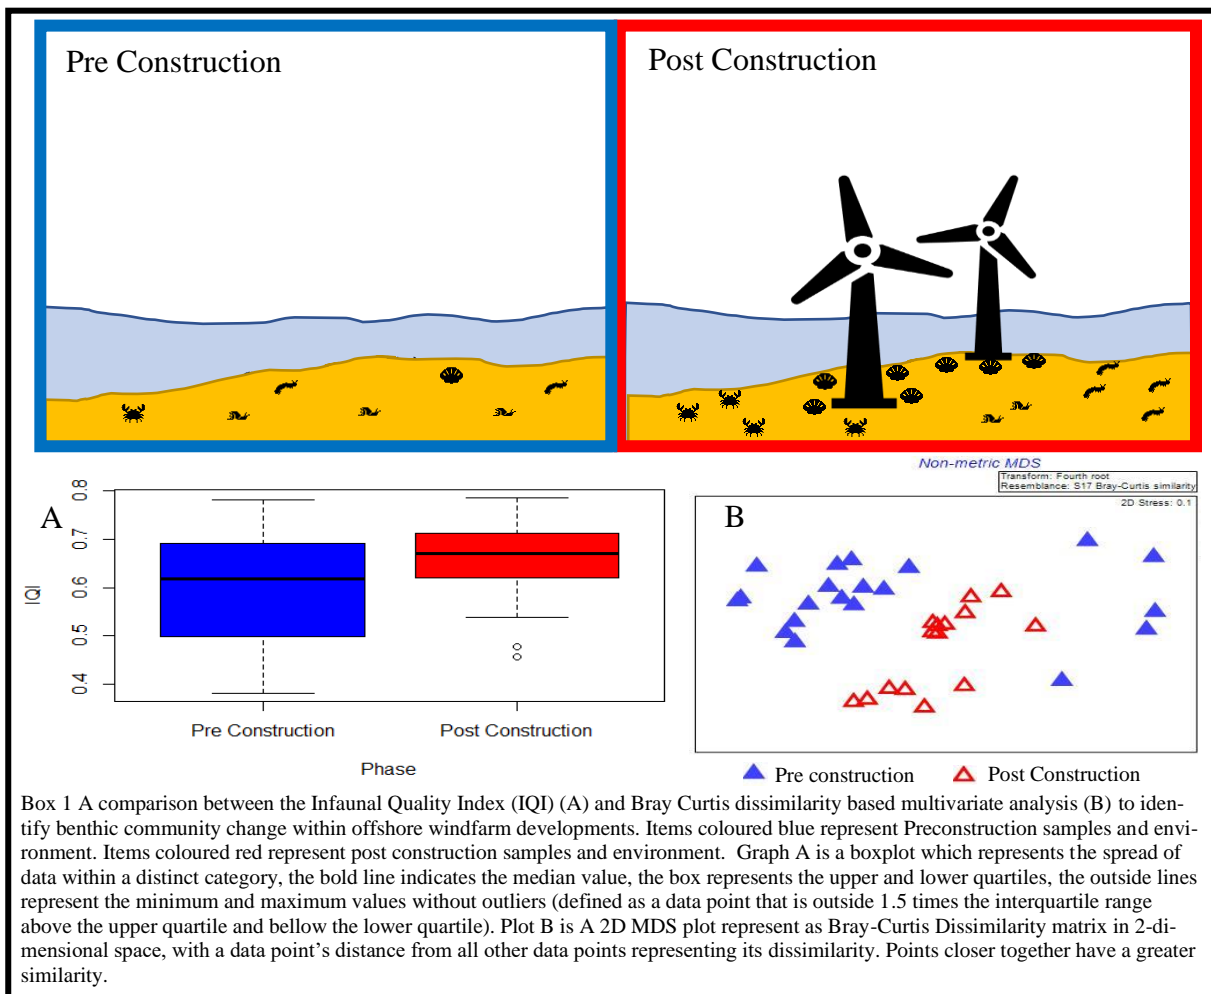 Pre Construction
Post Construction
Non-metric MDS
Transform: Fourth root
Resemblance: S17 Bray-Curtis similarity
2D Stress: 0.1
A
B
0.8
0.7
0.6
0.5
0.4
IQI
Pre Construction
Post Construction
Phase
Pre construction
Post Construction
Box 1 A comparison between the Infaunal Quality Index (IQI) (A) and Bray Curtis dissimilarity based multivariate analysis (B) to iden-
tify benthic community change within offshore windfarm developments. Items coloured blue represent Preconstruction samples and envi-
ronment. Items coloured red represent post construction samples and environment. Graph A is a boxplot which represents the spread of
data within a distinct category, the bold line indicates the median value, the box represents the upper and lower quartiles, the outside lines
represent the minimum and maximum values without outliers (defined as a data point that is outside 1.5 times the interquartile range
above the upper quartile and bellow the lower quartile). Plot B is A 2D MDS plot represent as Bray-Curtis Dissimilarity matrix in 2-di-
mensional space, with a data point’s distance from all other data points representing its dissimilarity. Points closer together have a greater
similarity.